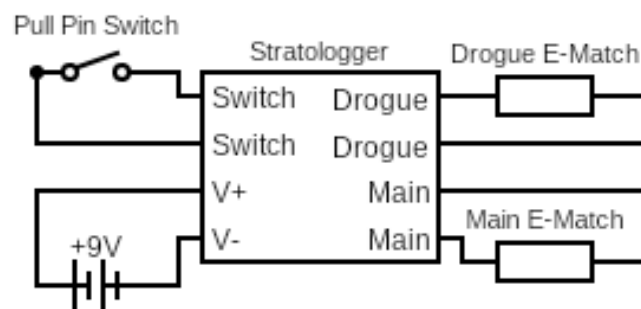 Pull Pin Switch
Stratologger
Drogue E-Match
Switch
Drogue
Switch
Drogue
V+
Main
Main E-Match
+9V
V-
Main